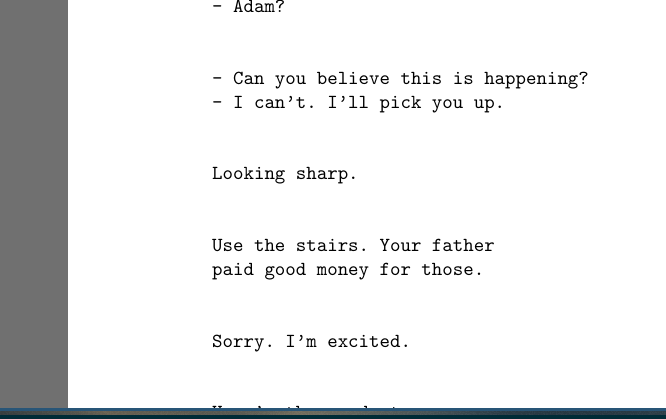 - Adam?
- Can you believe this is happening?
- I can't. I'll pick you up.
Looking sharp.
Use the stairs. Your father
paid good money for those.
Sorry. I'm excited.